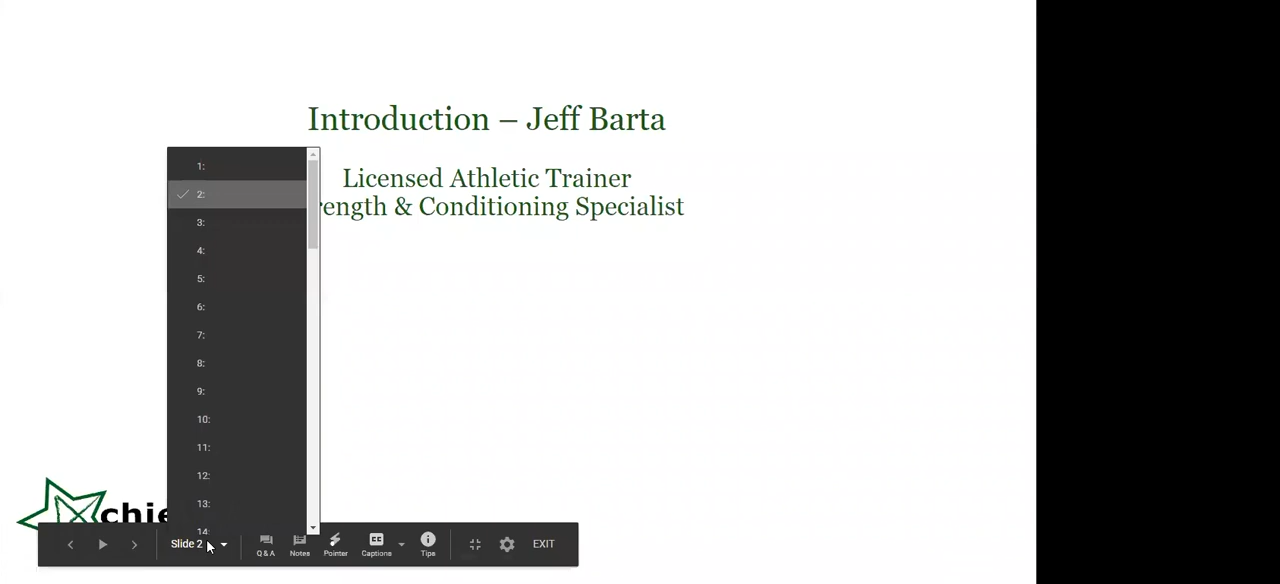 Introduction – Jeff Barta
Licensed Athletic Trainer
rength & Conditioning Specialist
1:
2:
3:
4:
5:
6:
7:
8:
9:
10:
11:
12:
13:
14:
chie
Slide 2
Q & A
Notes
Pointer
CC
Captions
Tips
EXIT